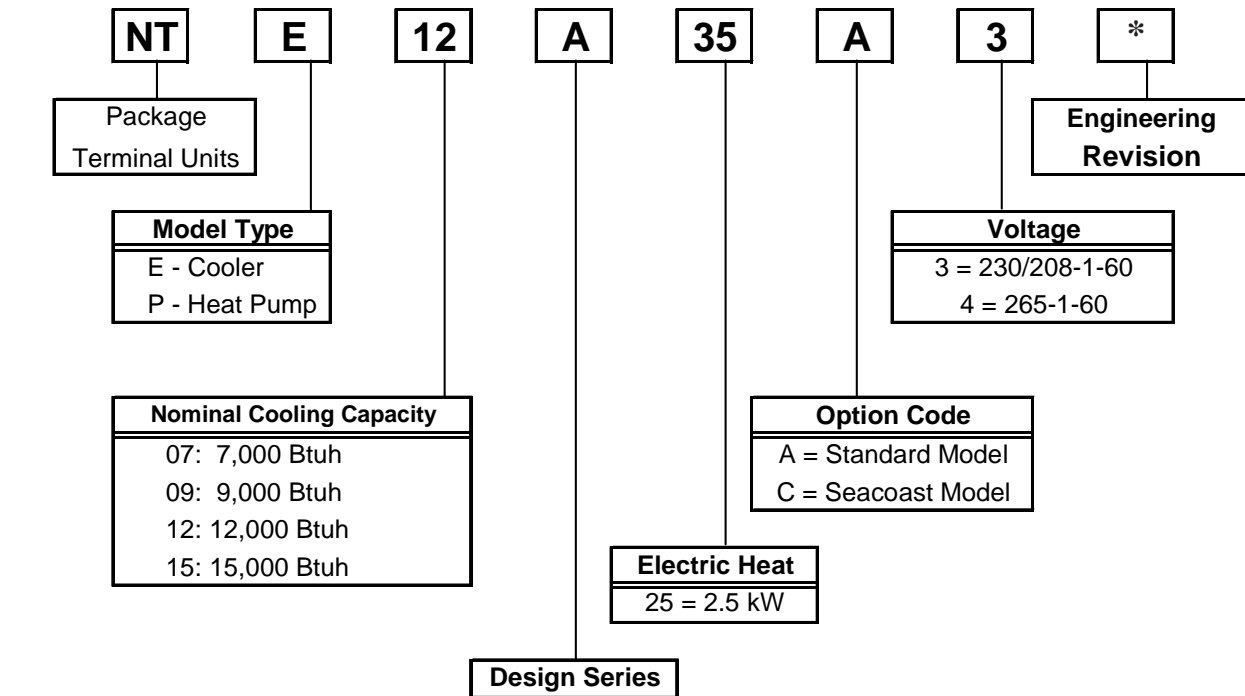 NT E 12 A 35 A 3 *
Package
Terminal Units
Engineering
Revision
Model Type
E - Cooler
P - Heat Pump
Voltage
3 = 230/208-1-60
4 = 265-1-60
Nominal Cooling Capacity
07: 7,000 Btuh
09: 9,000 Btuh
12: 12,000 Btuh
15: 15,000 Btuh
Option Code
A = Standard Model
C = Seacoast Model
Electric Heat
25 = 2.5 kW
Design Series